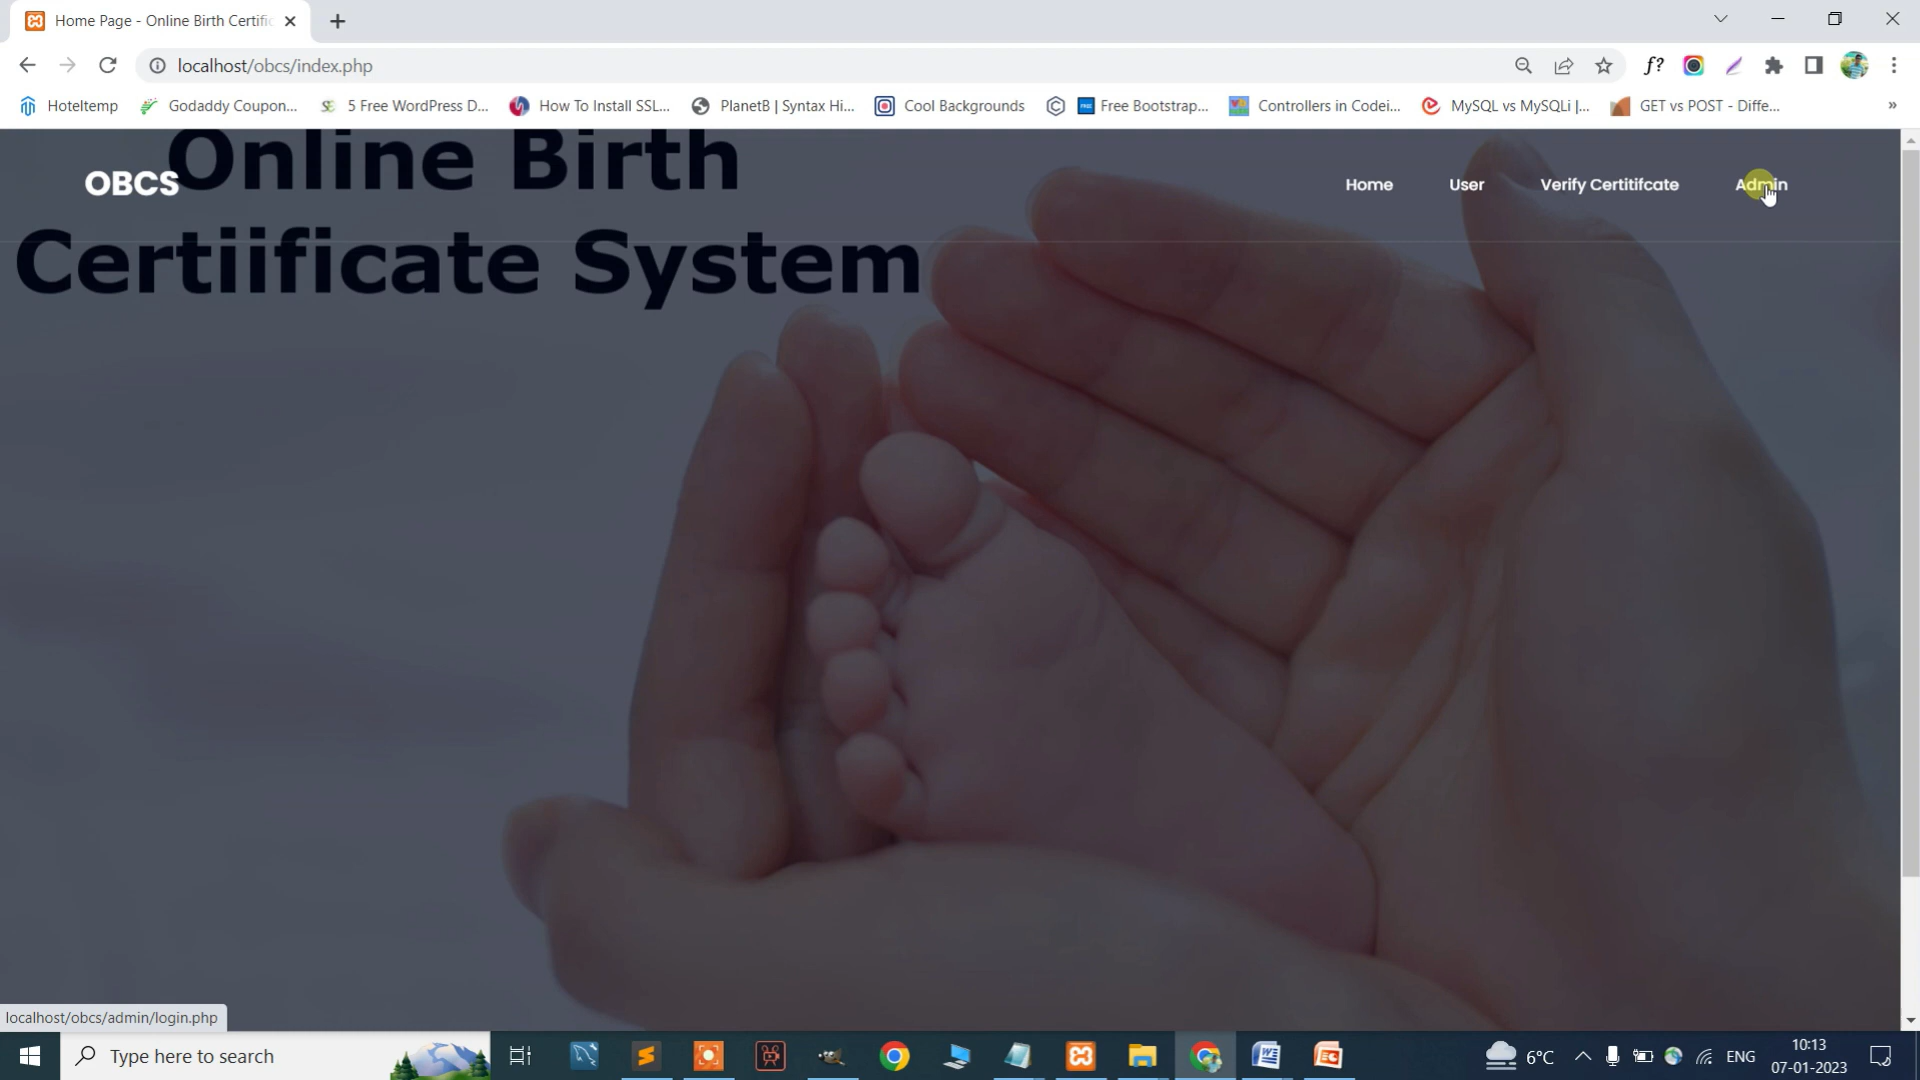 Home Page - Online Birth Certific
localhost/obcs/index.php
f?
Hoteltemp
Godaddy Coupon...
5 Free WordPress D...
How To Install SSL...
PlanetB | Syntax Hi...
Cool Backgrounds
Free Bootstrap...
Controllers in Codei...
MySQL vs MySQLi |...
GET vs POST - Diffe...
»
Online Birth
Certiificate System
OBCS
Home
User
Verify Certitifcate
Admin
localhost/obcs/admin/login.php
Type here to search
6°C
ENG
10:13
07-01-2023